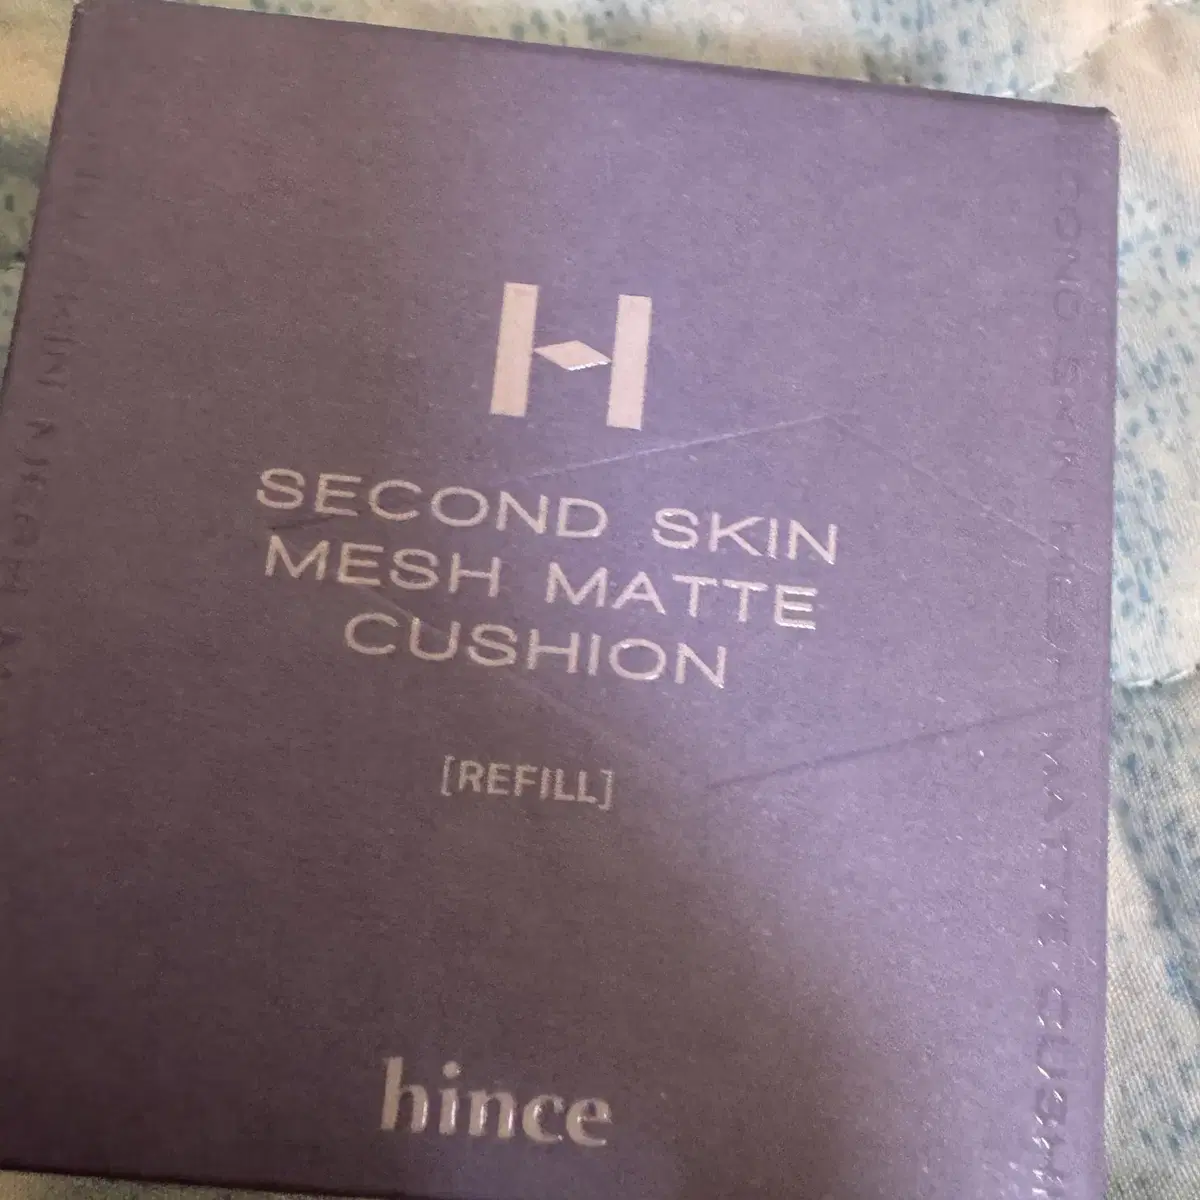 H
SECOND SKIN
MESH MATTE
CUSHION
[REFILL]
hince